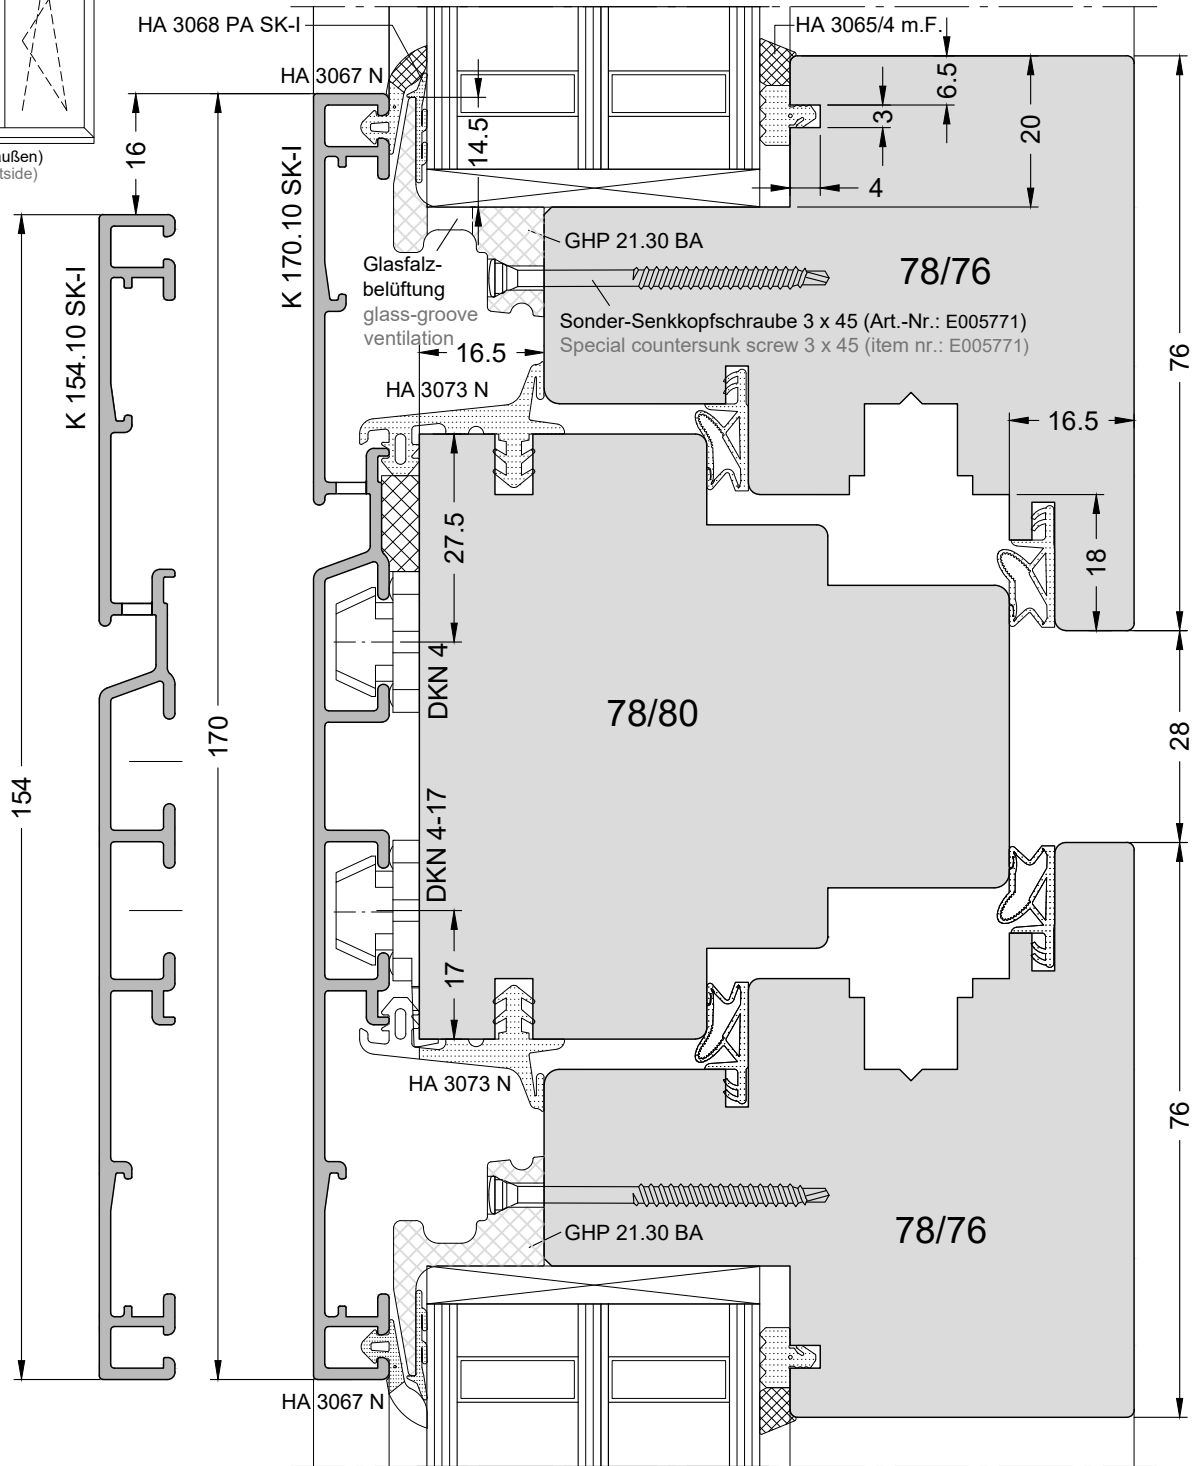 HA 3068 PA SK-I
HA 3065/4 m.F.
HA 3067 N
außen)
tside)
16
14.5
6.5
3
20
4
K 170.10 SK-I
K 154.10 SK-I
GHP 21.30 BA
78/76
76
Glasfalz-
belüftung
glass-groove
ventilation
Sonder-Senkkopfschraube 3 x 45 (Art.-Nr.: E005771)
Special countersunk screw 3 x 45 (item nr.: E005771)
16.5
HA 3073 N
16.5
27.5
18
DKN 4
78/80
28
170
154
DKN 4-17
17
HA 3073 N
76
GHP 21.30 BA
78/76
HA 3067 N